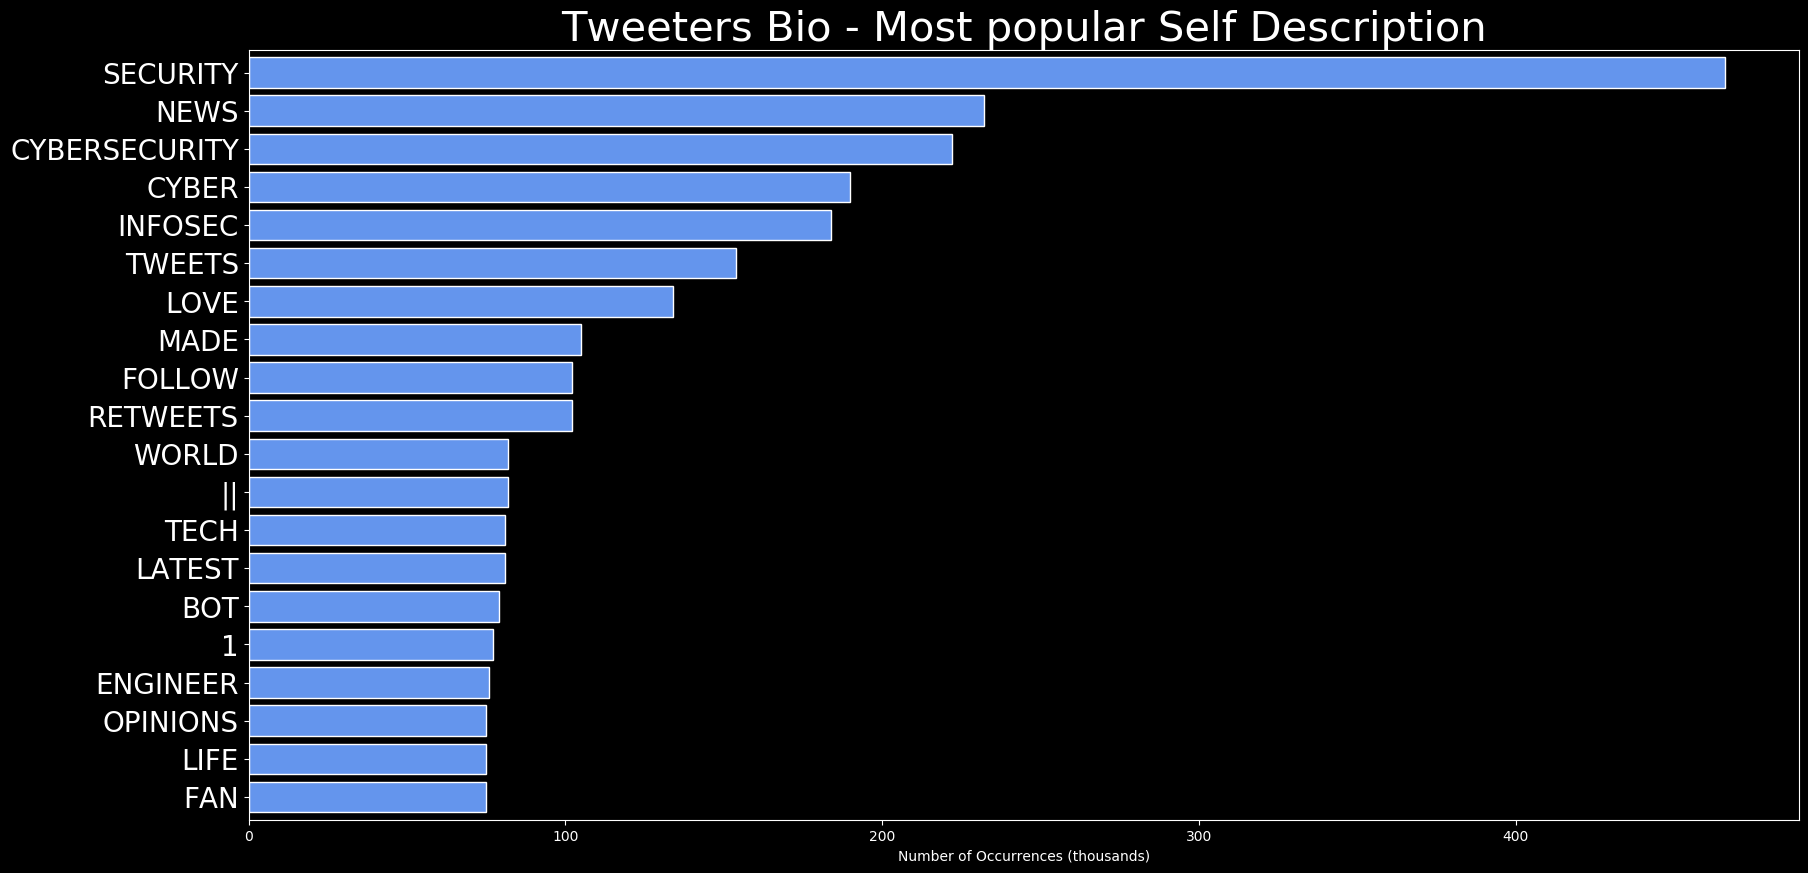 Tweeters Bio - Most popular Self Description
SECURITY
NEWS
CYBERSECURITY
CYBER
INFOSEC
TWEETS
LOVE
MADE
FOLLOW
RETWEETS
WORLD
||
TECH
LATEST
BOT
1
ENGINEER
OPINIONS
LIFE
FAN
0 100 200 300 400
Number of Occurrences (thousands)